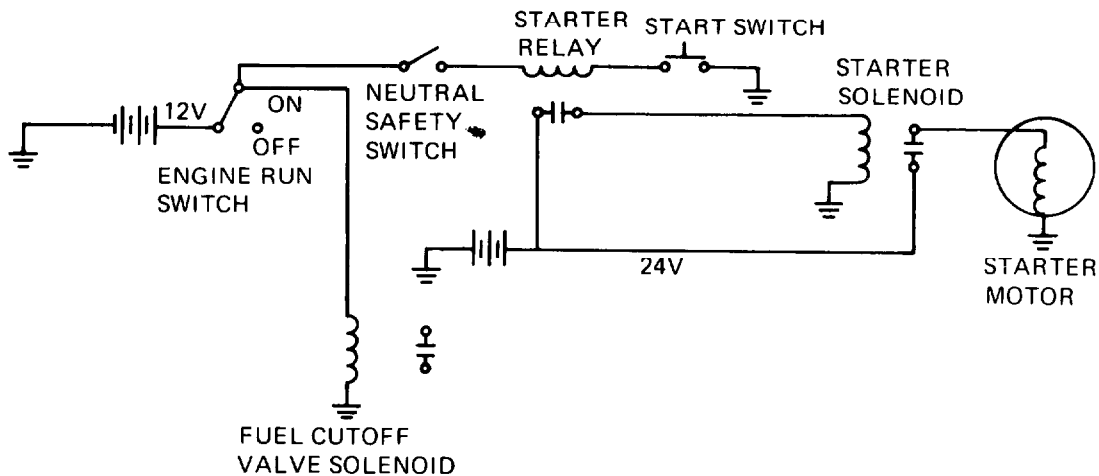 STARTER
RELAY
START SWITCH
STARTER
SOLENOID
12V
ON
OFF
ENGINE RUN
SWITCH
NEUTRAL
SAFETY
SWITCH
24V
STARTER
MOTOR
FUEL CUTOFF
VALVE SOLENOID